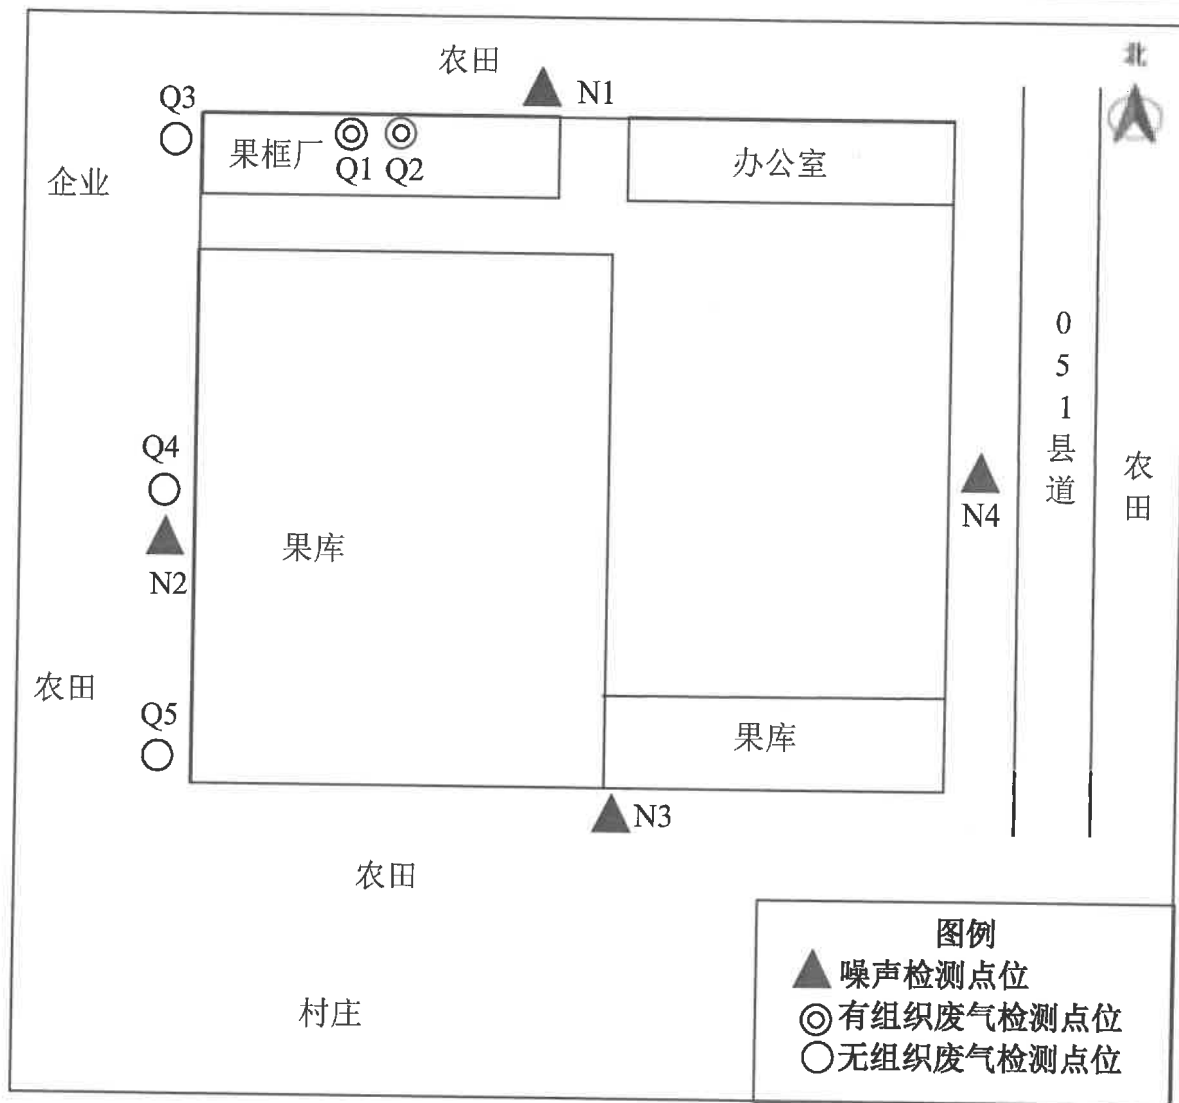 农田
北
N1
Q3
果框厂
Q1
Q2
办公室
企业
0
5
1
县
道
Q4
农
田
N4
果库
N2
农田
Q5
果库
N3
农田
图例
噪声检测点位
有组织废气检测点位
无组织废气检测点位
村庄